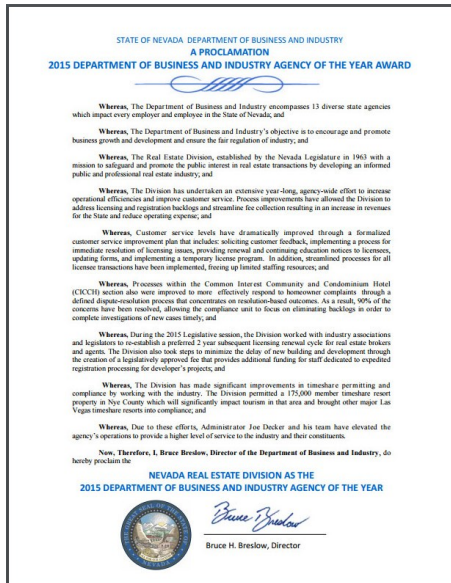 STATE OF NEVADA DEPARTMENT OF BUSINESS AND INDUSTRY
A PROCLAMATION
2015 DEPARTMENT OF BUSINESS AND INDUSTRY AGENCY OF THE YEAR AWARD
Whereas, The Department of Business and Industry encompasses 13 diverse state agencies
which impact every employer and employee in the State of Nevada; and
Whereas, The Department of Business and Industry's objective is to encourage and promote
business growth and development and ensure the fair regulation of industry; and
Whereas, The Real Estate Division, established by the Nevada Legislature in 1963 with a
mission to safeguard and promote the public interest in real estate transactions by developing an informed
public and professional real estate industry; and
Whereas, The Division has undertaken an extensive year-long, agency-wide effort to increase
operational efficiencies and improve customer service. Process improvements have allowed the Division to
address licensing and registration backlogs and streamline fee collection resulting in an increase in revenues
for the State and reduce operating expense; and
Whereas, Customer service levels have dramatically improved through a formalized
customer service improvement plan that includes: soliciting customer feedback, implementing a process for
immediate resolution of licensing issues, providing renewal and continuing education notices to licensees,
updating forms, and implementing a temporary license program. In addition, streamlined processes for all
licensee transactions have been implemented, freeing up limited staffing resources; and
Whereas, Processes within the Common Interest Community and Condominium Hotel
(CICCH) section also were improved to more effectively respond to homeowner complaints through a
defined dispute-resolution process that concentrates on resolution-based outcomes. As a result, 90% of the
concerns have been resolved, allowing the compliance unit to focus on eliminating backlogs in order to
complete investigations of new cases timely; and
Whereas, During the 2015 Legislative session, the Division worked with industry associations
and legislators to re-establish a preferred 2 year subsequent licensing renewal cycle for real estate brokers
and agents. The Division also took steps to minimize the delay of new building and development through
the creation of a legislatively approved fee that provides additional funding for staff dedicated to expedited
registration processing for developer's projects; and
Whereas, The Division has made significant improvements in timeshare permitting and
compliance by working with the industry. The Division permitted a 175,000 member timeshare resort
property in Nye County which will significantly impact tourism in that area and brought other major Las
Vegas timeshare resorts into compliance; and
Whereas, Due to these efforts, Administrator Joe Decker and his team have elevated the
agency's operations to provide a higher level of service to the industry and their constituents.
Now, Therefore, I, Bruce Breslow, Director of the Department of Business and Industry, do
hereby proclaim the
NEVADA REAL ESTATE DIVISION AS THE
2015 DEPARTMENT OF BUSINESS AND INDUSTRY AGENCY OF THE YEAR
Bruce Breslow
Bruce H. Breslow, Director